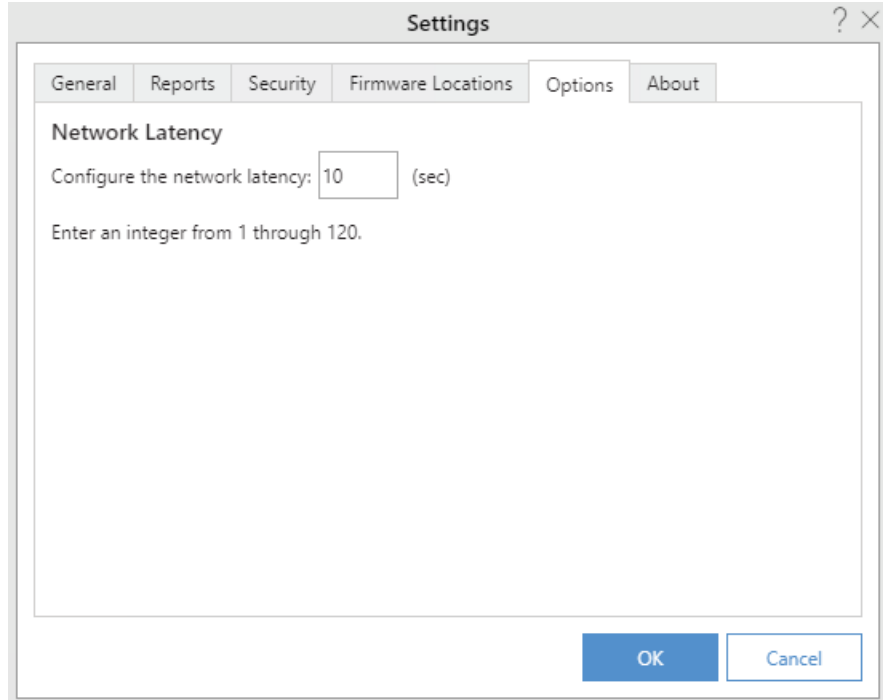 Settings
? ×
General Reports Security Firmware Locations Options About
Network Latency
Configure the network latency: 10 (sec)
Enter an integer from 1 through 120.
OK Cancel